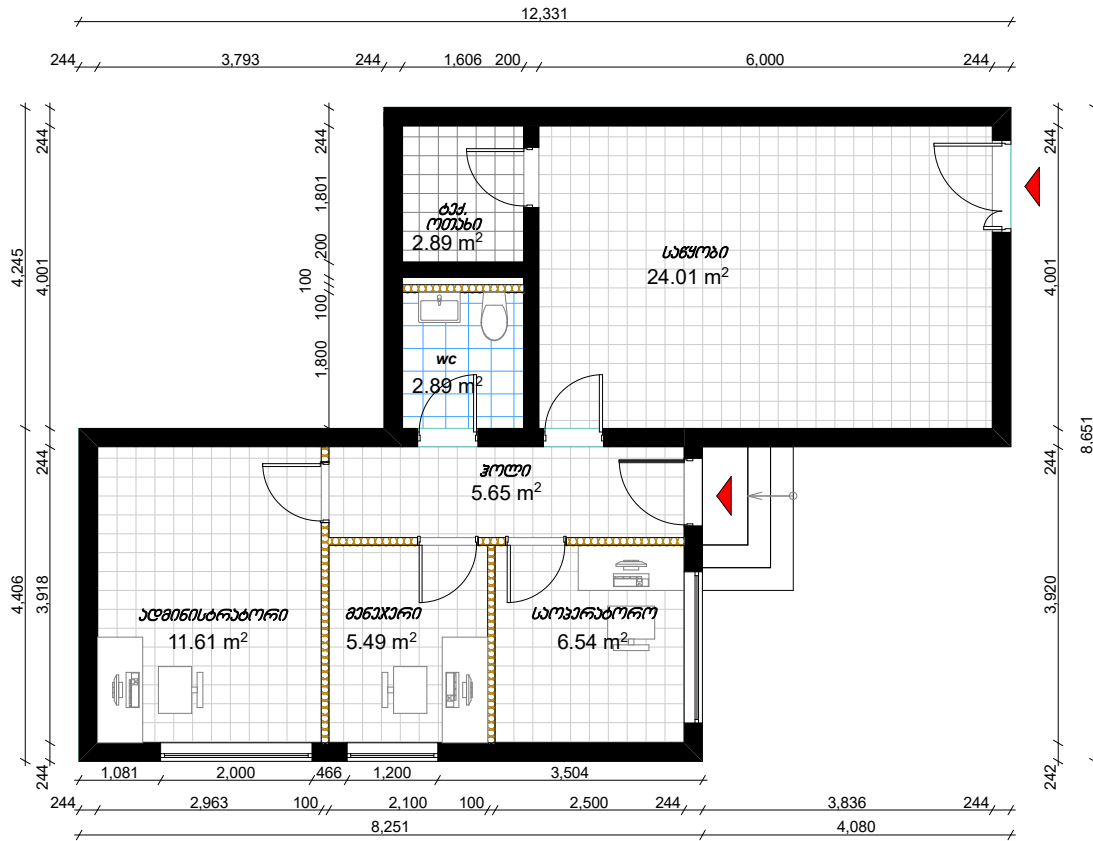 12,331
244 3,793 244 1,606 200 6,000 244
244
1,801
200
100
100
1,800
4,245
244
4,001
244
4,001
8,651
ტექ.
ოთახი
2.89 m²
საწყობი
24.01 m²
wc
2.89 m²
ჰოლი
5.65 m²
4,406
244
3,918
244
244
3,920
242
ადმინისტრატორი
11.61 m²
მენეჯერი
5.49 m²
საოპერატორო
6.54 m²
1,081 2,000 466 1,200 3,504
244 2,963 100 2,100 100 2,500 244 3,836 244
8,251 4,080